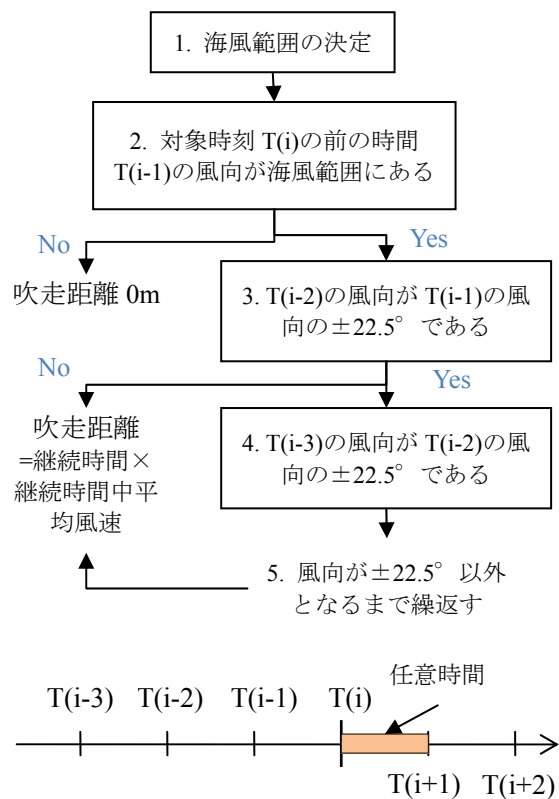 1. 海風範囲の決定
2. 対象時刻 T(i)の前の時間
T(i-1)の風向が海風範囲にある
No
Yes
吹走距離 0m
3. T(i-2)の風向が T(i-1)の風
向の±22.5° である
No
Yes
吹走距離
=継続時間×
継続時間中平
均風速
4. T(i-3)の風向が T(i-2)の風
向の±22.5° である
5. 風向が±22.5° 以外
となるまで繰返す
任意時間
T(i-3)
T(i-2)
T(i-1)
T(i)
T(i+1)
T(i+2)